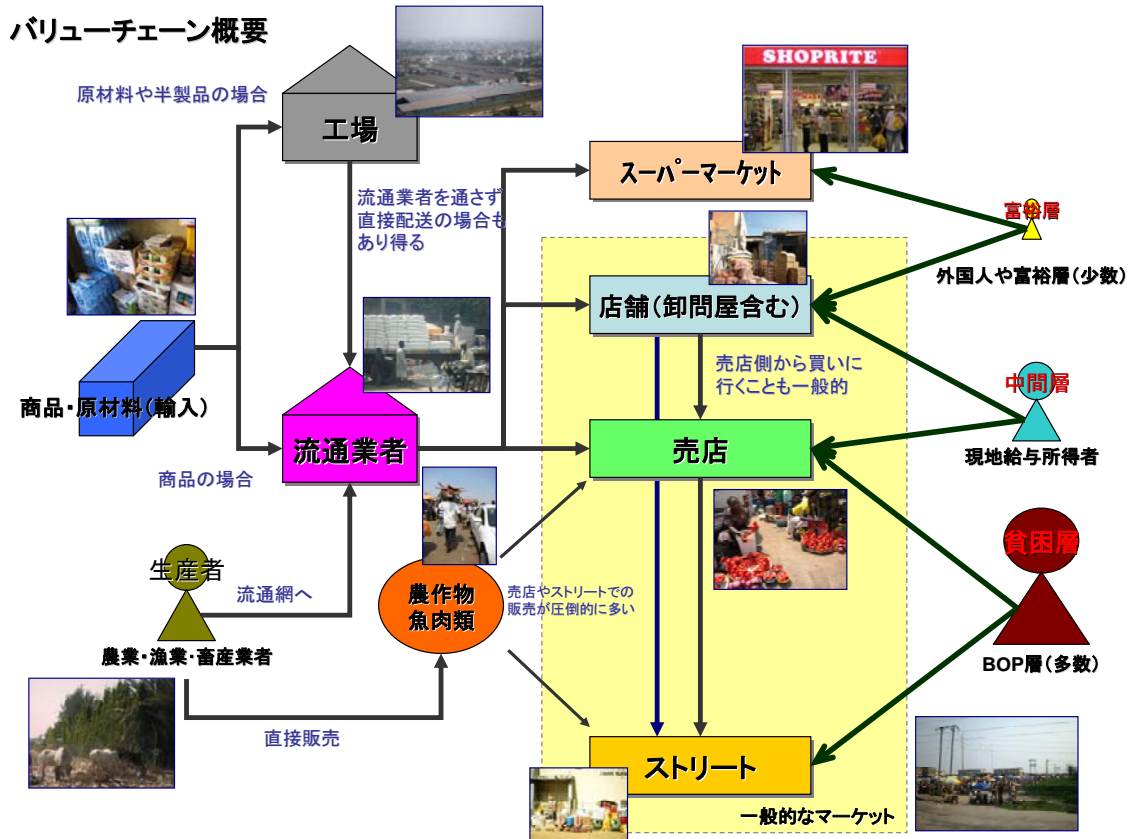 バリューチェーン概要
原材料や半製品の場合
工場
SHOPRITE
スーパーマーケット
流通業者を通さず
直接配送の場合も
あり得る
富裕層
外国人や富裕層(少数)
店舗(卸問屋含む)
売店側から買いに
行くことも一般的
中間層
現地給与所得者
商品・原材料(輸入)
流通業者
売店
商品の場合
貧困層
BOP層(多数)
生産者
流通網へ
農業・漁業・畜産業者
農作物
魚肉類
売店やストリートでの
販売が圧倒的に多い
直接販売
ストリート
一般的なマーケット